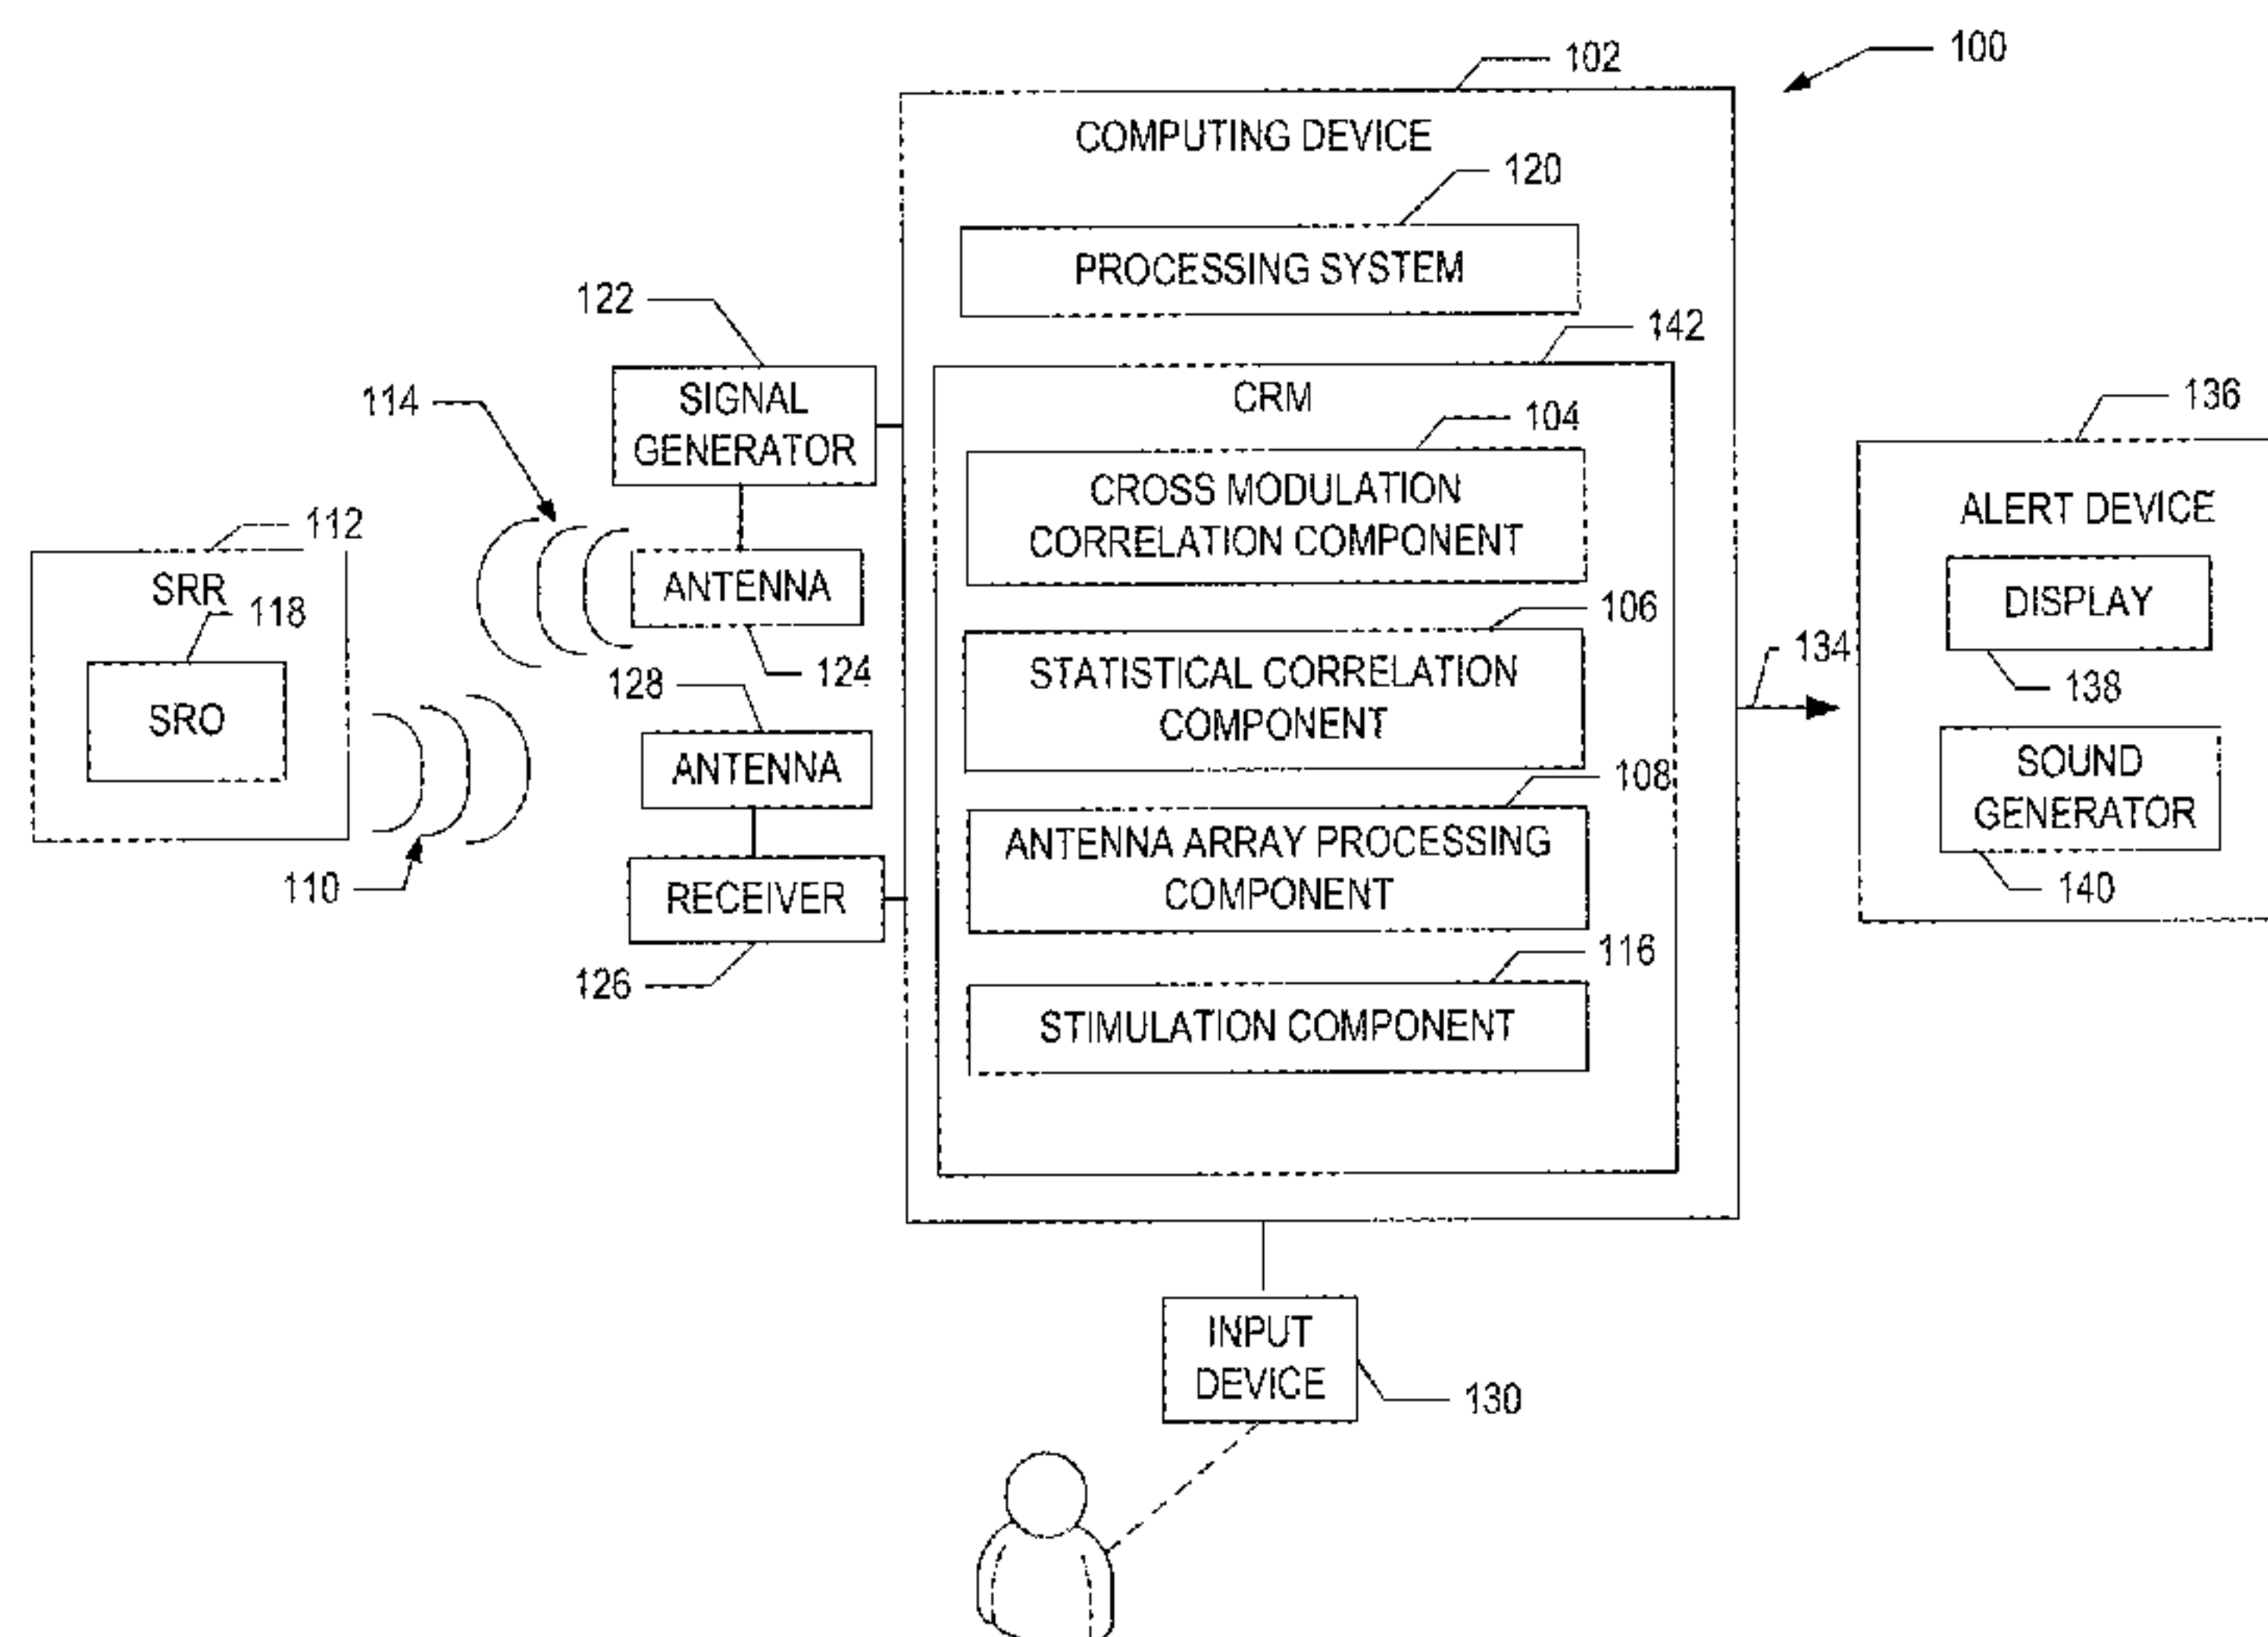 100
102
COMPUTING DEVICE
120
PROCESSING SYSTEM
122
142
SIGNAL
GENERATOR
114
CRM
104
136
CROSS MODULATION
CORRELATION COMPONENT
ALERT DEVICE
112
SRR
118
SRO
ANTENNA
124
DISPLAY
138
106
134
STATISTICAL CORRELATION
COMPONENT
128
ANTENNA
SOUND
GENERATOR
140
108
ANTENNA ARRAY PROCESSING
COMPONENT
110
RECEIVER
126
116
STIMULATION COMPONENT
INPUT
DEVICE
130